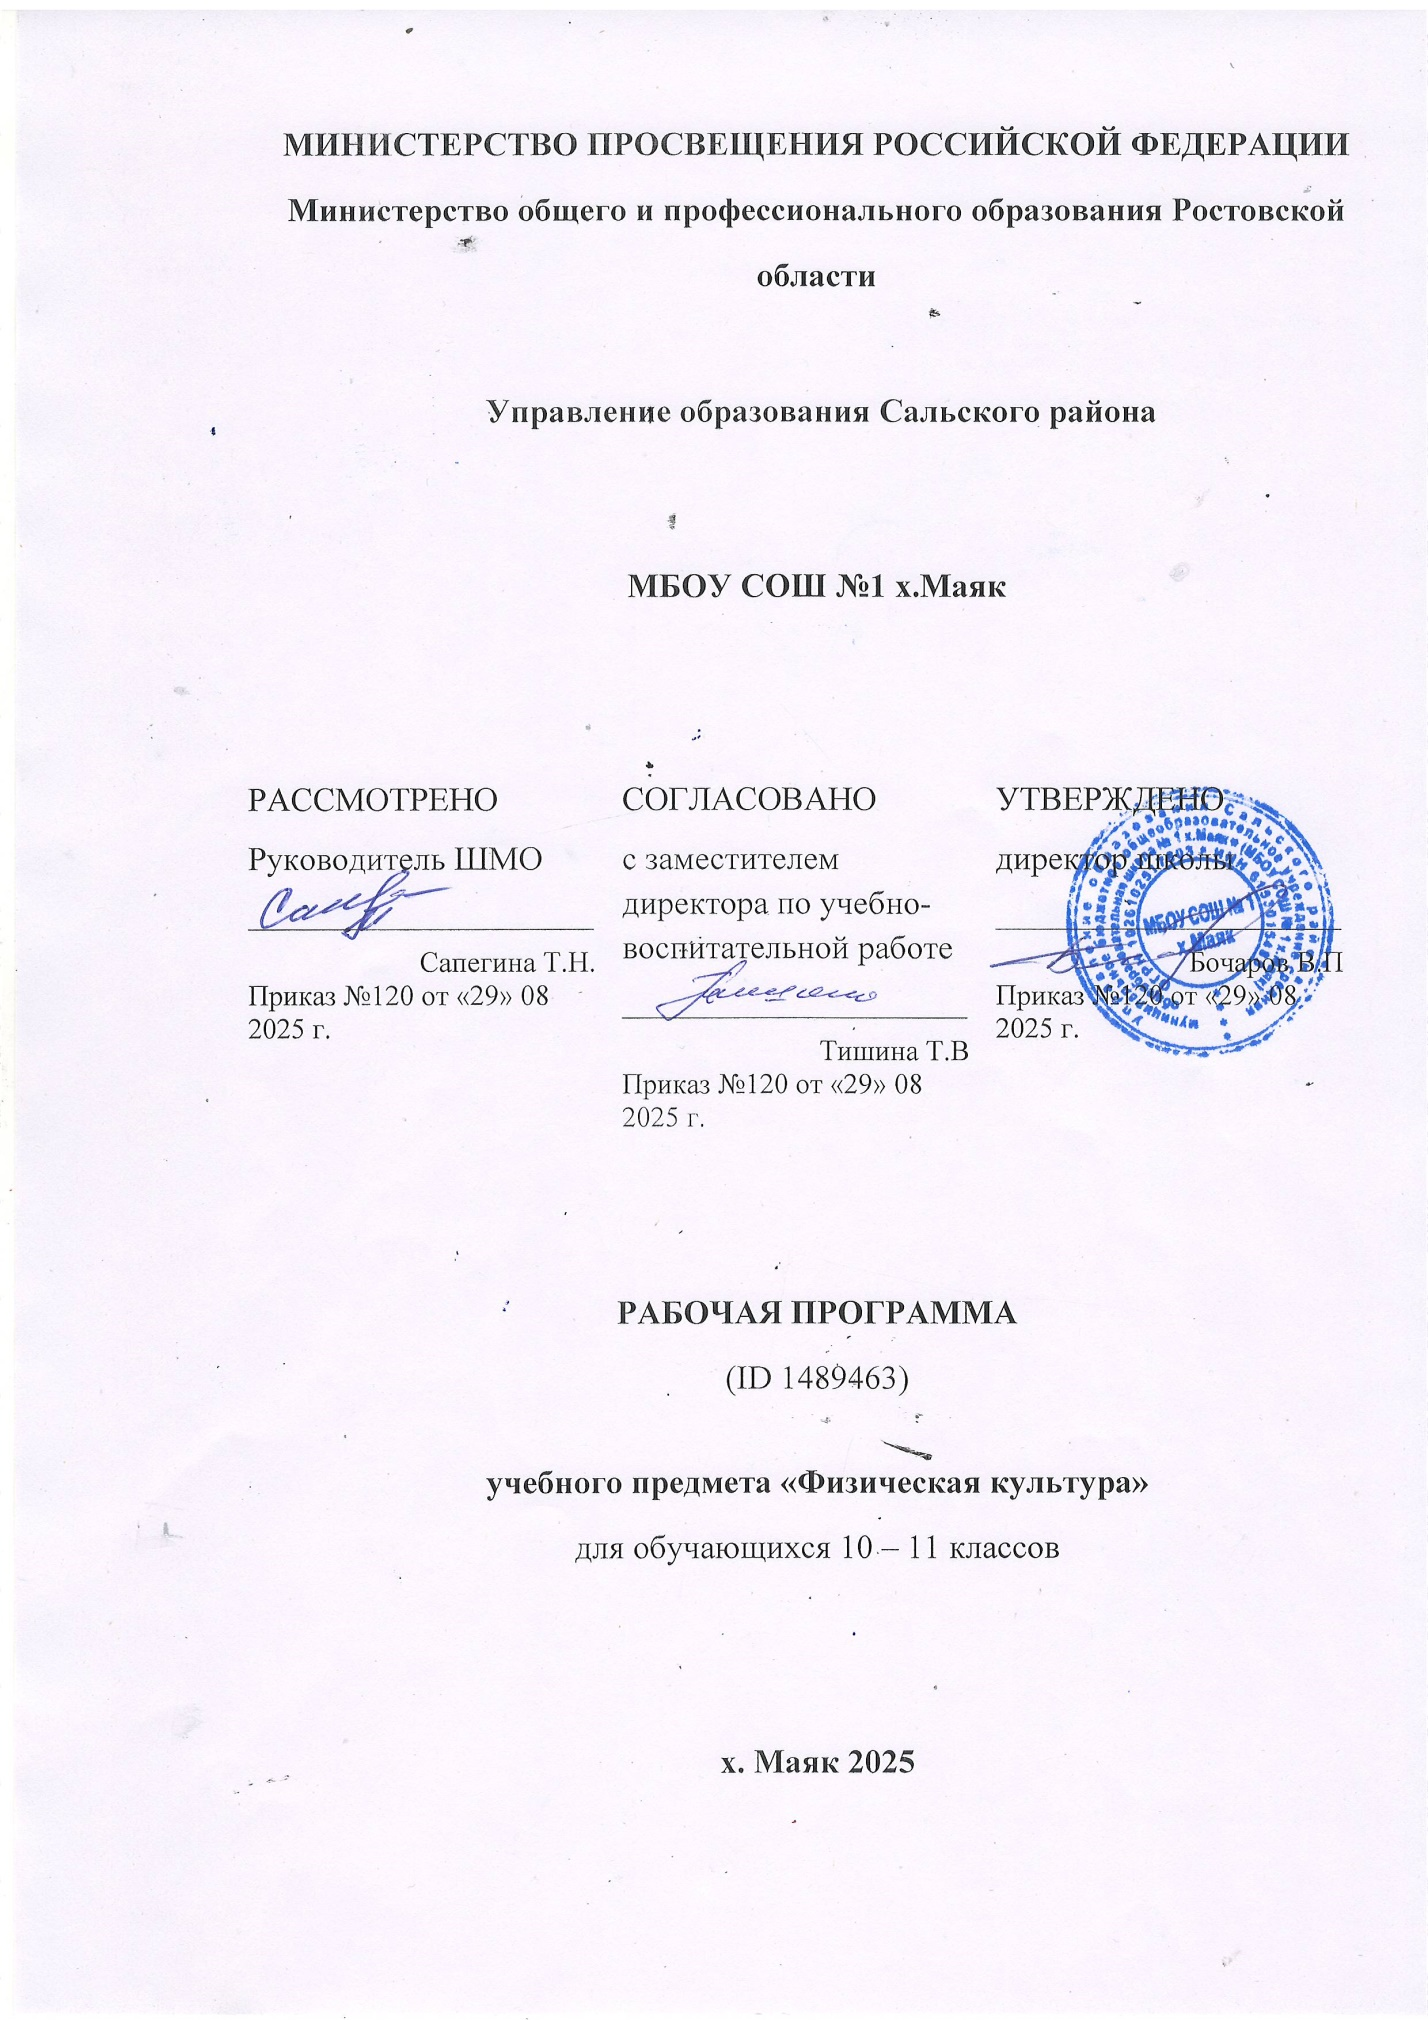 МИНИСТЕРСТВО ПРОСВЕЩЕНИЯ РОССИЙСКОЙ ФЕДЕРАЦИИ
Министерство общего и профессионального образования Ростовской
области
Управление образования Сальского района
МБОУ СОШ №1 х.Маяк
РАССМОТРЕНО
Руководитель ШМО
Сапегина Т.Н.
Приказ №120 от «29» 08
2025 г.
СОГЛАСОВАНО
с заместителем
директора по учебно-
воспитательной работе
Тишина Т.В
Приказ №120 от «29» 08
2025 г.
УТВЕРЖДЕНО
директор школы
Бочаров В.П
Приказ №120 от «29» 08
2025 г.
МБОУ СОШ № 1
х.Маяк
РАБОЧАЯ ПРОГРАММА
(ID 1489463)
учебного предмета «Физическая культура»
для обучающихся 10 – 11 классов
х. Маяк 2025